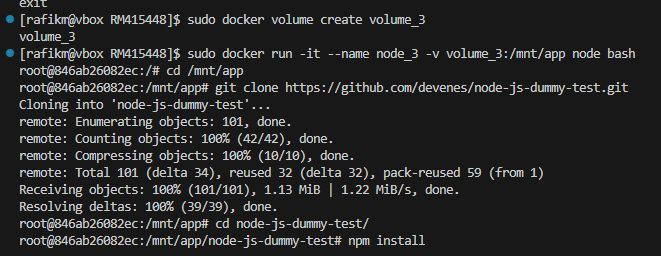 exit
[rafikm@vbox RM415448]$ sudo docker volume create volume_3
volume_3
[rafikm@vbox RM415448]$ sudo docker run -it --name node_3 -v volume_3:/mnt/app node bash
root@846ab26082ec:/# cd /mnt/app
root@846ab26082ec:/mnt/app# git clone https://github.com/devenes/node-js-dummy-test.git
Cloning into 'node-js-dummy-test'...
remote: Enumerating objects: 101, done.
remote: Counting objects: 100% (42/42), done.
remote: Compressing objects: 100% (10/10), done.
remote: Total 101 (delta 34), reused 32 (delta 32), pack-reused 59 (from 1)
Receiving objects: 100% (101/101), 1.13 MiB | 1.22 MiB/s, done.
Resolving deltas: 100% (39/39), done.
root@846ab26082ec:/mnt/app# cd node-js-dummy-test/
root@846ab26082ec:/mnt/app/node-js-dummy-test# npm install